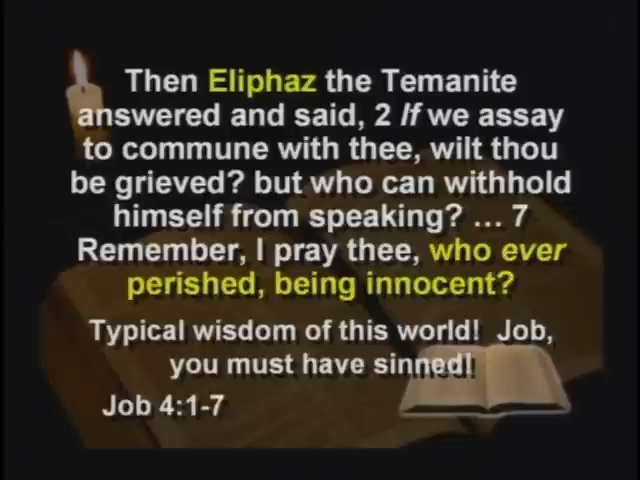 Then Eliphaz the Temanite
answered and said, 2 If we assay
to commune with thee, wilt thou
be grieved? but who can withhold
himself from speaking? … 7
Remember, I pray thee, who ever
perished, being innocent?
Typical wisdom of this world! Job,
you must have sinned!
Job 4:1-7